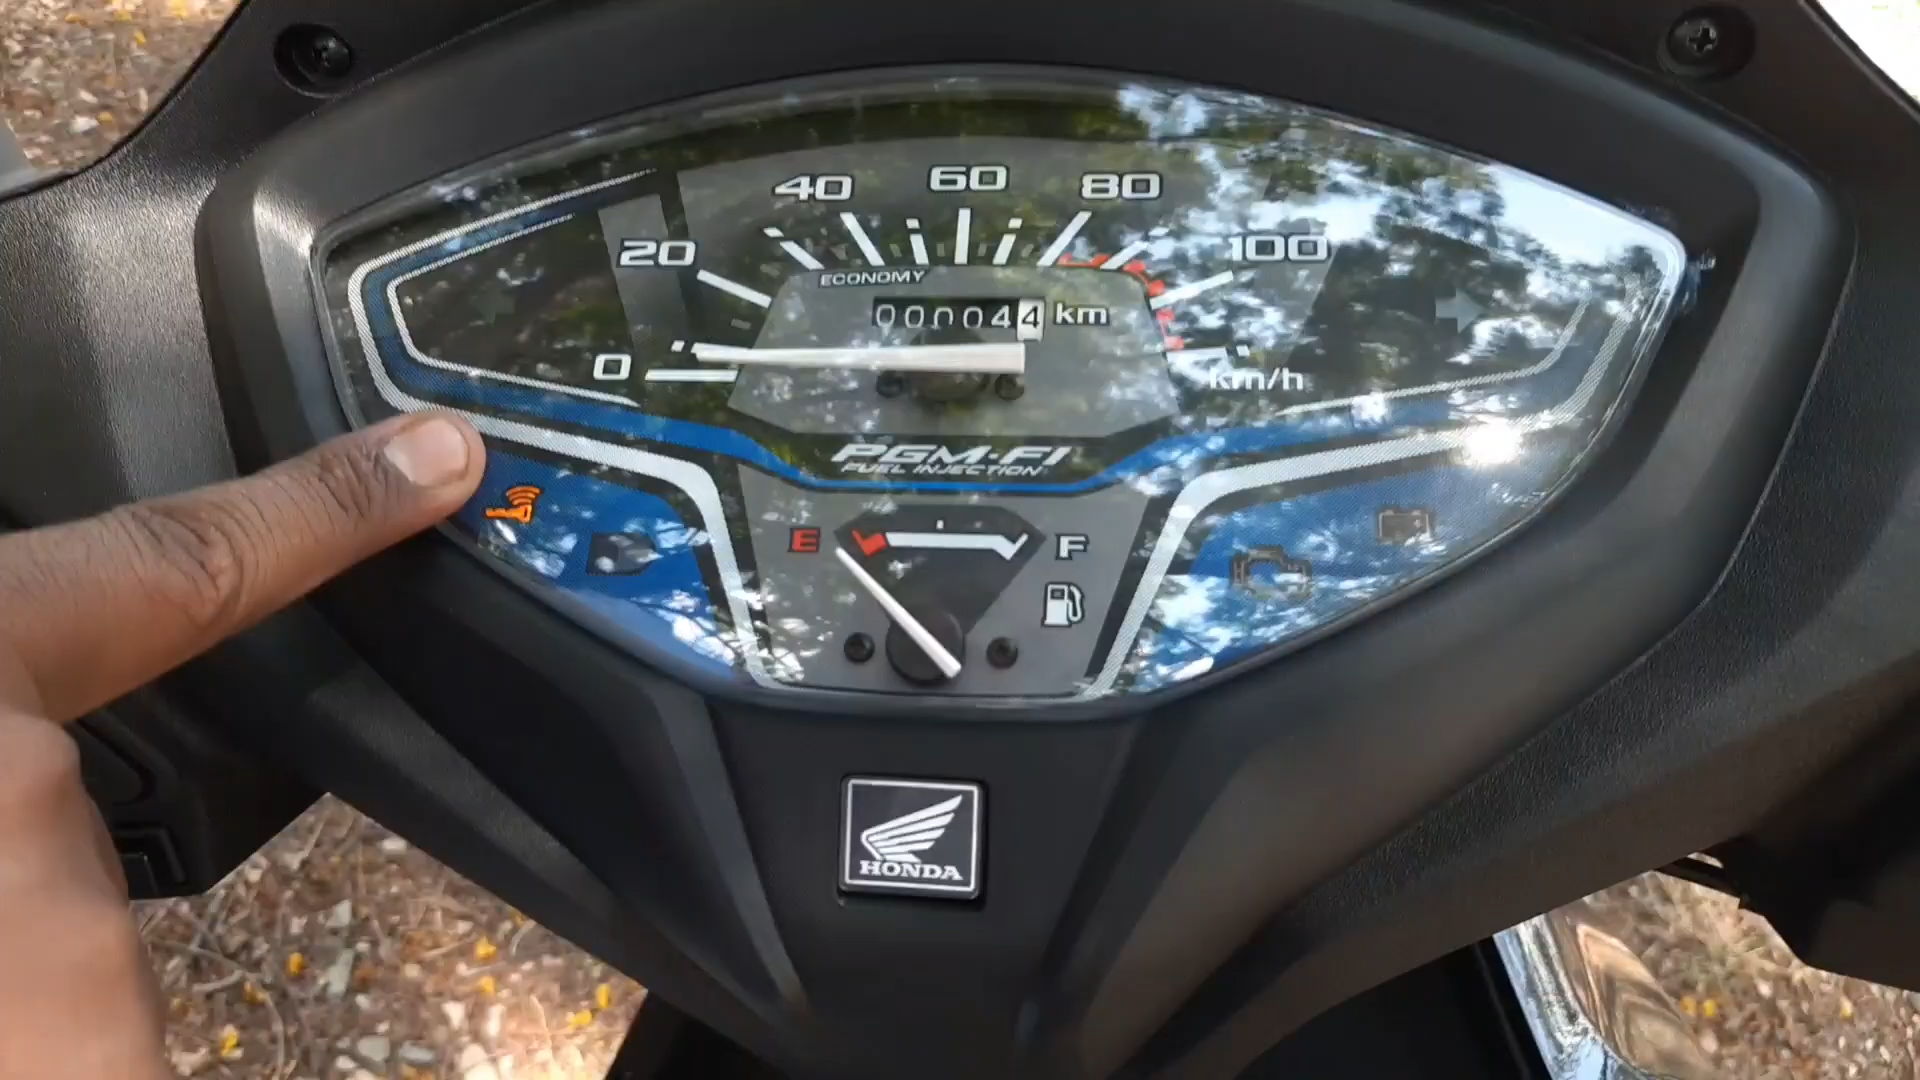 60
40
80
20
100
ECONOMY
000044 km
0
km/h
PGM-FI
FUEL INJECTION
E
F
HONDA